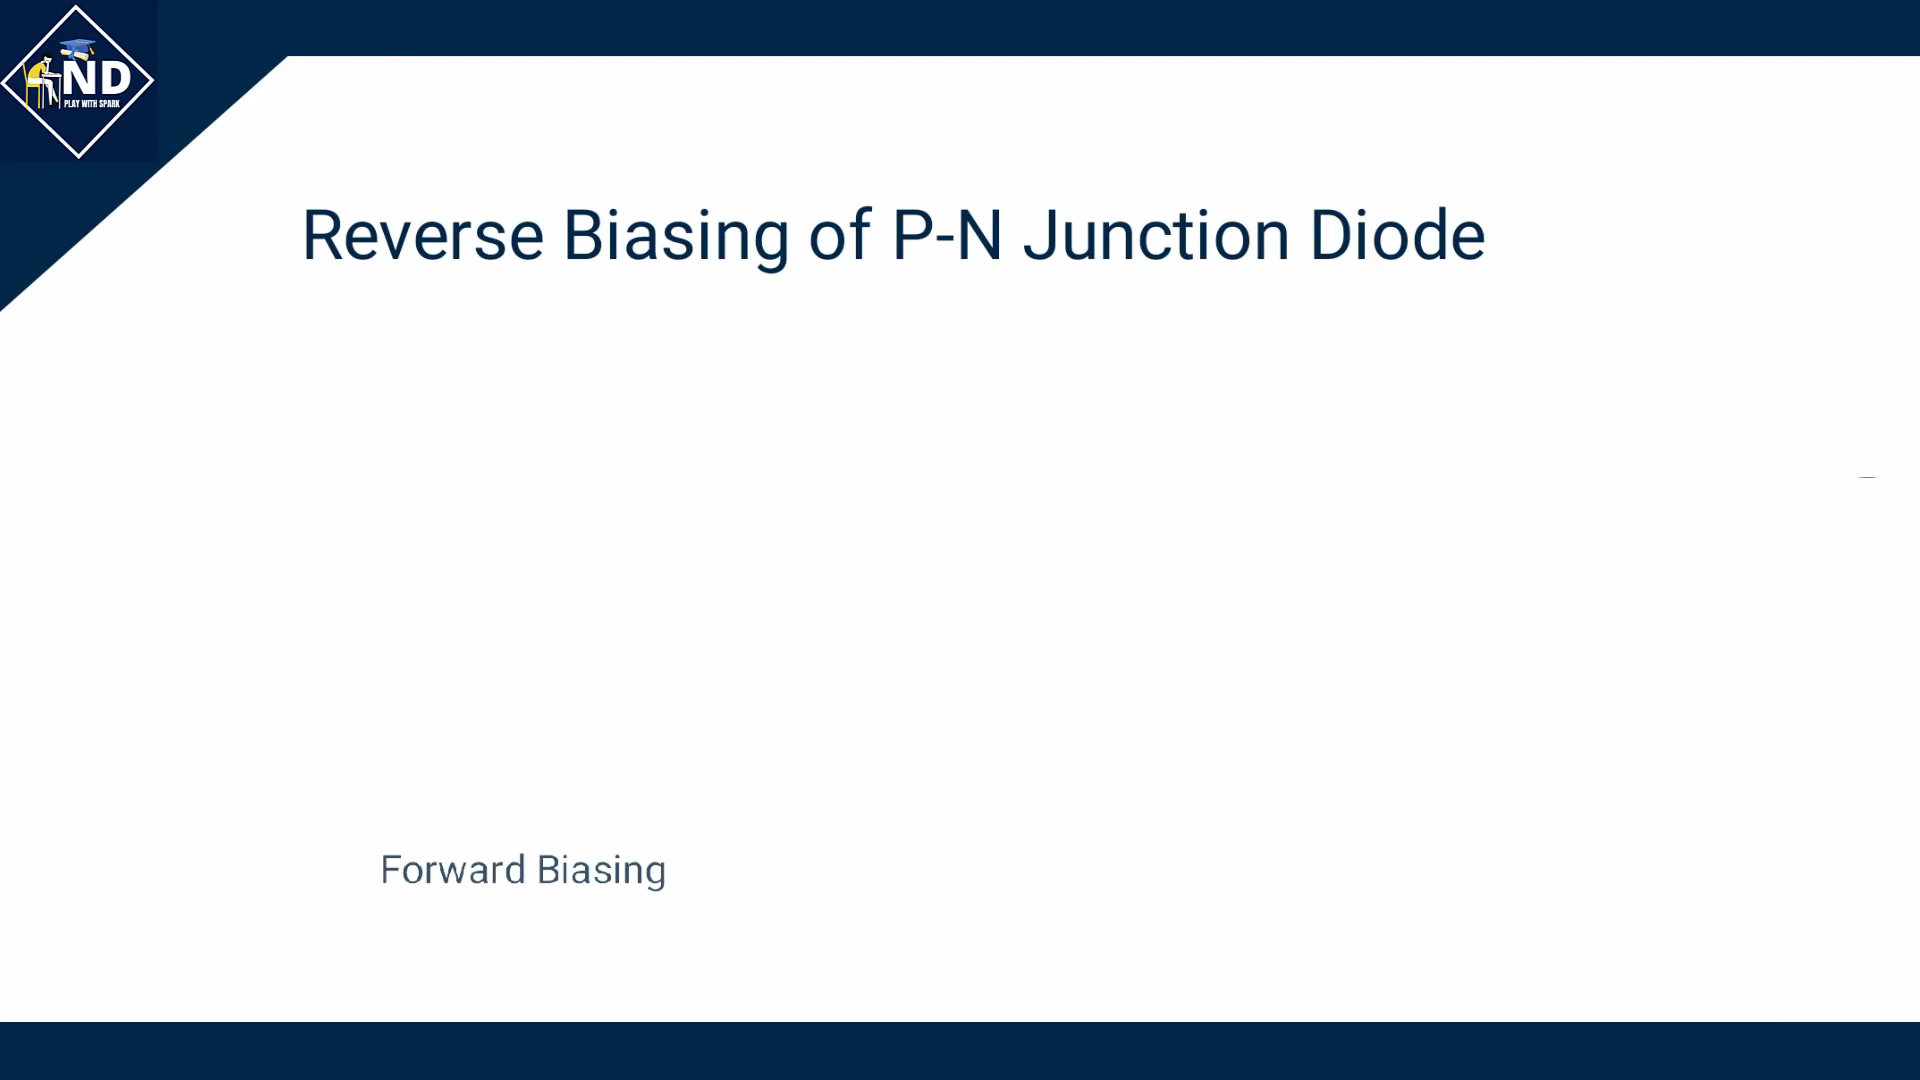 ND
PLAY WITH SPARK
Reverse Biasing of P-N Junction Diode
Forward Biasing